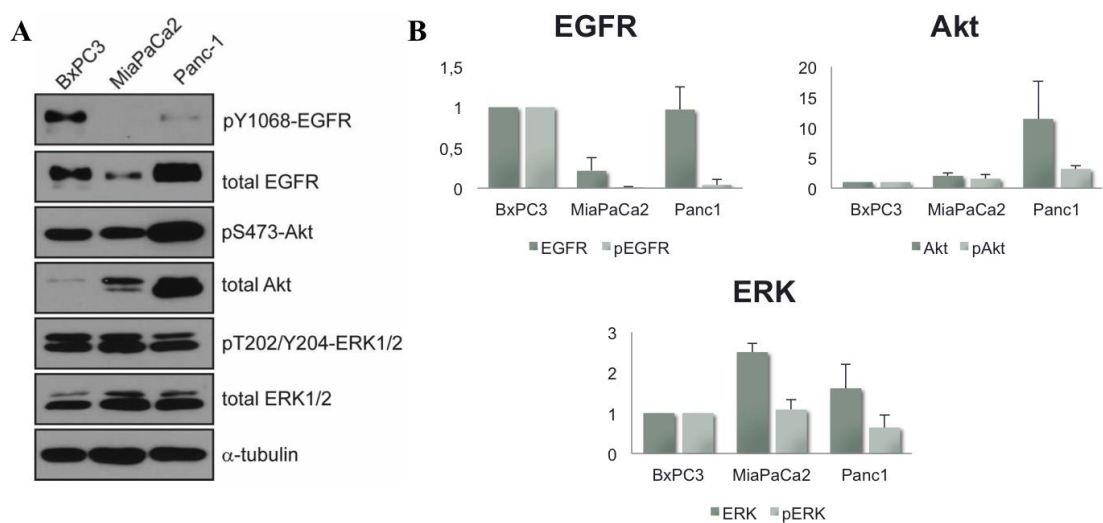 A
BxPC3
MiaPaCa2
Panc-1
pY1068-EGFR
total EGFR
pS473-Akt
total Akt
pT202/Y204-ERK1/2
total ERK1/2
α-tubulin
B
EGFR
1,5
1
0,5
0
BxPC3 MiaPaCa2 Panc1
EGFR pEGFR
Akt
20
15
10
5
0
BxPC3 MiaPaCa2 Panc1
Akt pAkt
ERK
3
2
1
0
BxPC3 MiaPaCa2 Panc1
ERK pERK